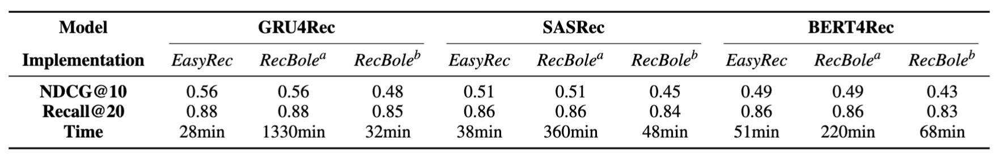 Model GRU4Rec SASRec BERT4Rec
Implementation EasyRec RecBole^a RecBole^b EasyRec RecBole^a RecBole^b EasyRec RecBole^a RecBole^b
NDCG@10 0.56 0.56 0.48 0.51 0.51 0.45 0.49 0.49 0.43
Recall@20 0.88 0.88 0.85 0.86 0.86 0.84 0.86 0.86 0.83
Time 28min 1330min 32min 38min 360min 48min 51min 220min 68min